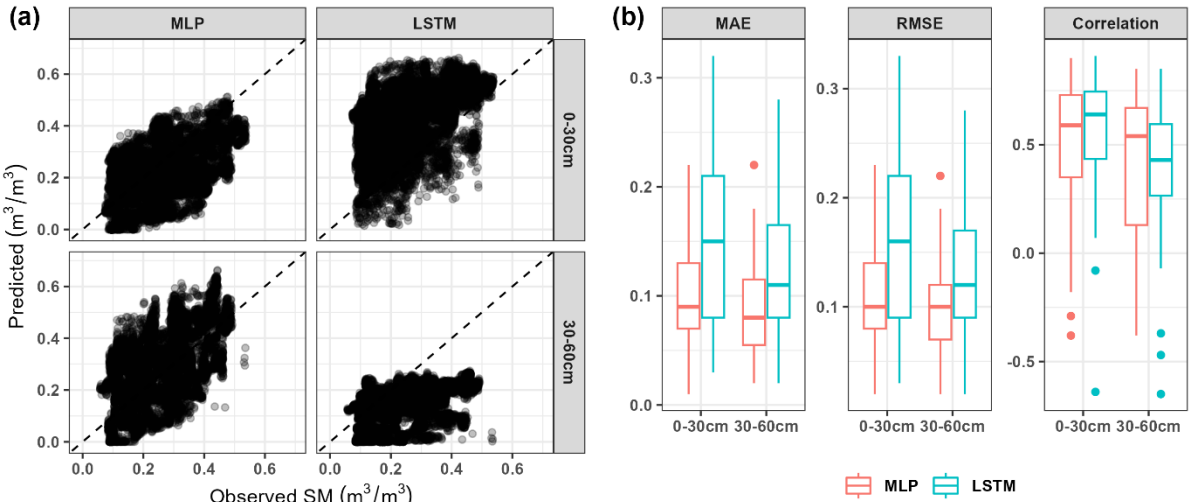 (a)
MLP
LSTM
0.6
0.4
0.2
0.0
0-30cm
0.6
0.4
0.2
0.0
30-60cm
0.0 0.2 0.4 0.6
0.0 0.2 0.4 0.6
Predicted (m³/m³)
Observed SM (m³/m³)
(b)
MAE
RMSE
Correlation
0.3
0.2
0.1
0.0
0-30cm 30-60cm
0.3
0.2
0.1
0-30cm 30-60cm
0.5
0.0
-0.5
0-30cm 30-60cm
MLP LSTM